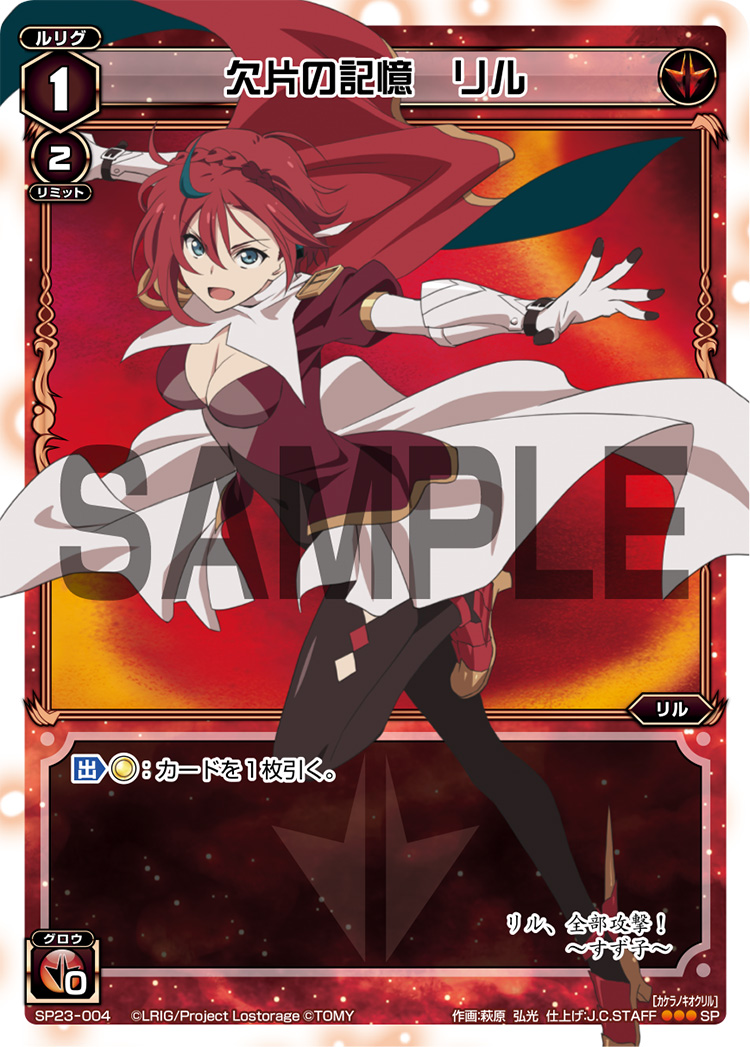 ルリグ
1
欠片の記憶 リル
2
リミット
SAMPLE
リル
出 : カードを1枚引く。
リル、全部攻撃!
～すず子～
グロウ
0
[カケラノキオクリル]
SP23-004 ©LRIG/Project Lostorage ©TOMY 作画:萩原 弘光 仕上げ:J.C.STAFF SP